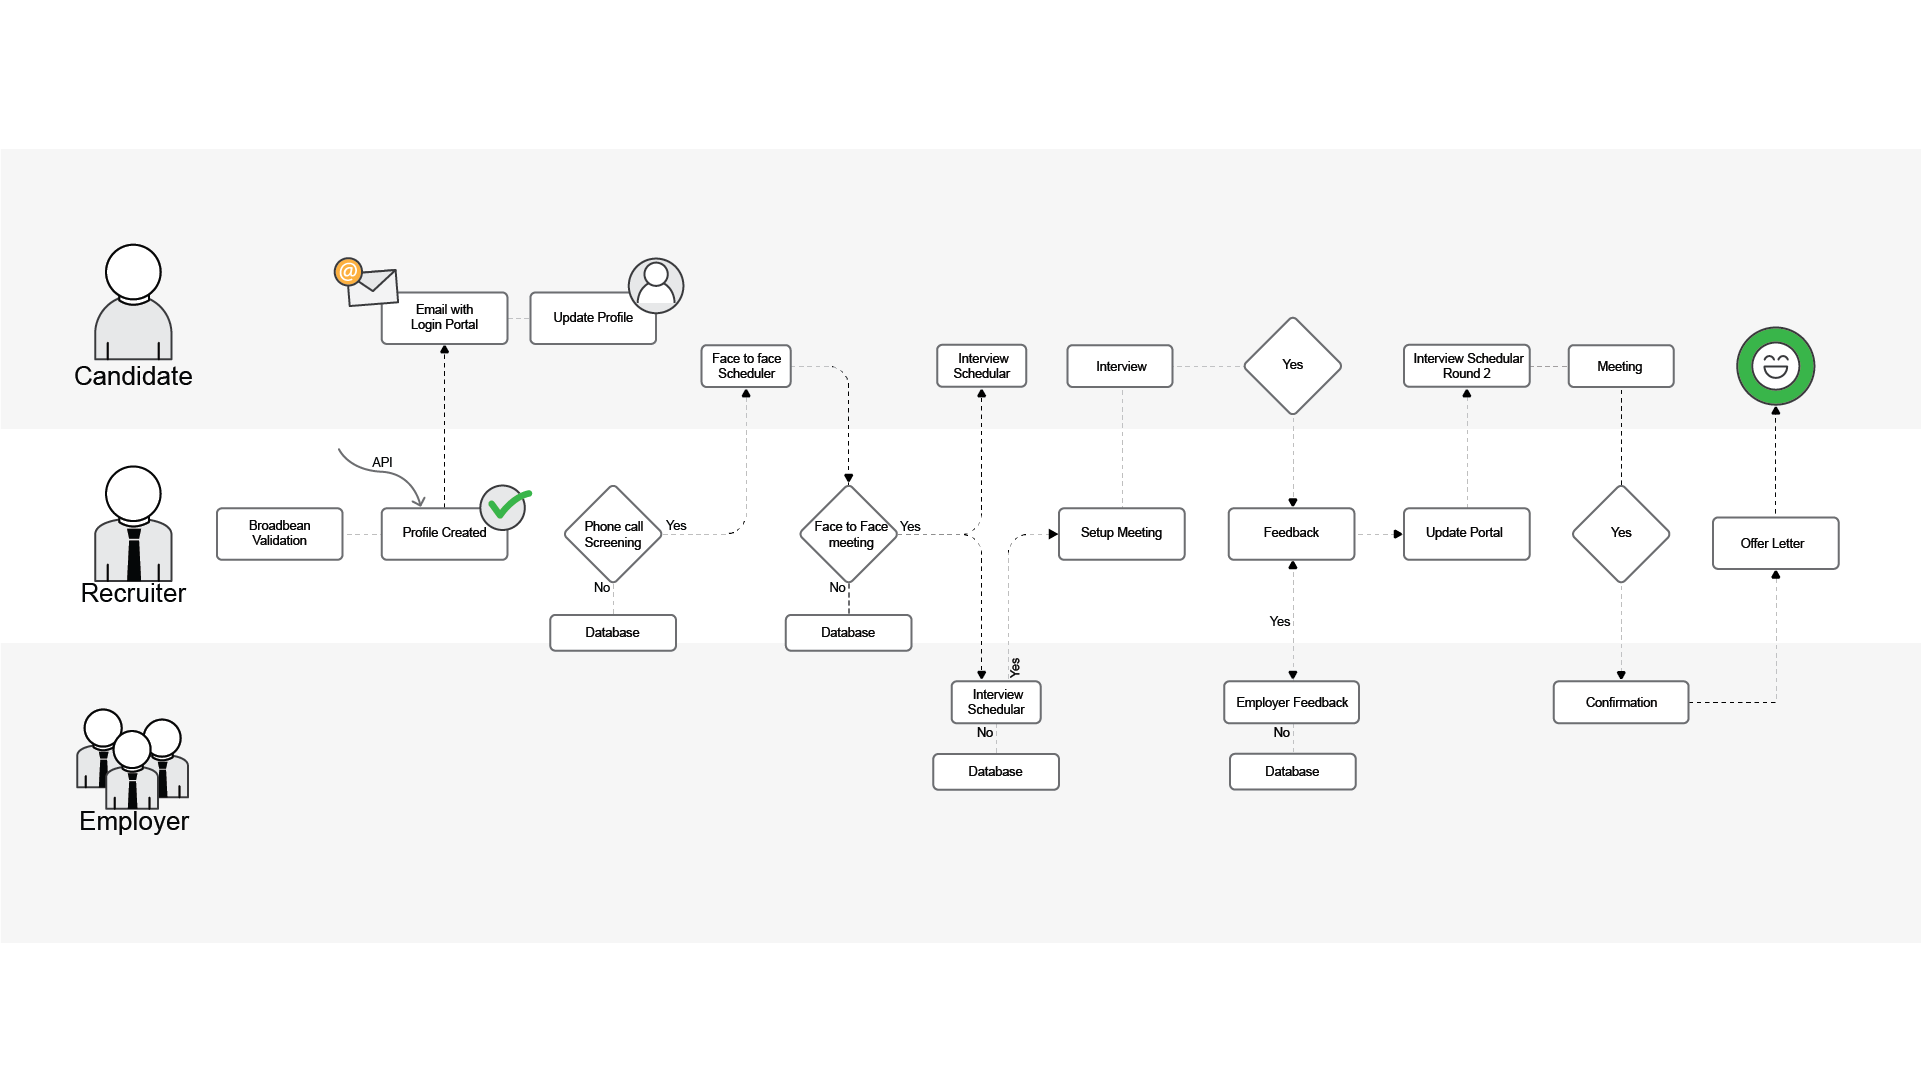 Candidate
@
Email with
Login Portal
Update Profile
Face to face
Scheduler
Interview
Schedular
Interview
Yes
Interview Schedular
Round 2
Meeting
Recruiter
API
Broadbean
Validation
Profile Created
Phone call
Screening
Yes
No
Database
Face to Face
meeting
Yes
No
Database
Setup Meeting
Feedback
Yes
Update Portal
Yes
Offer Letter
Employer
Yes
Interview
Schedular
No
Database
Employer Feedback
No
Database
Confirmation